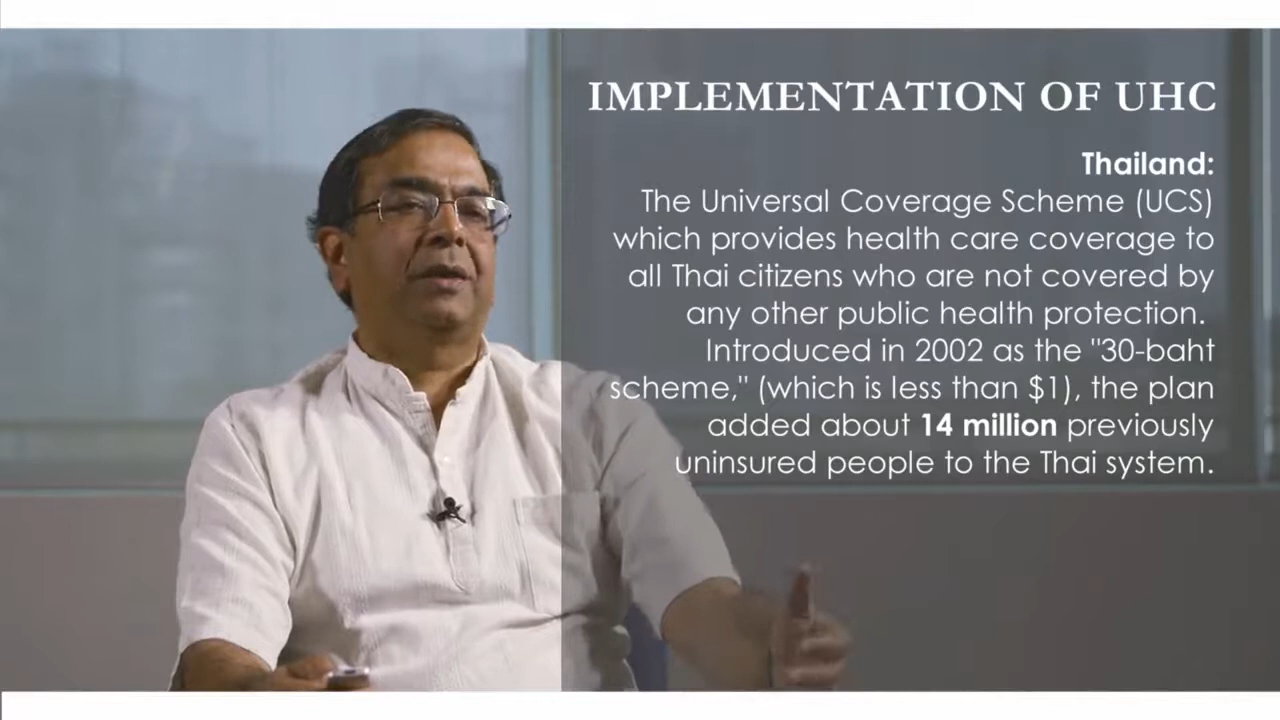 IMPLEMENTATION OF UHC
Thailand:
The Universal Coverage Scheme (UCS)
which provides health care coverage to
all Thai citizens who are not covered by
any other public health protection.
Introduced in 2002 as the "30-baht
scheme," (which is less than $1), the plan
added about 14 million previously
uninsured people to the Thai system.